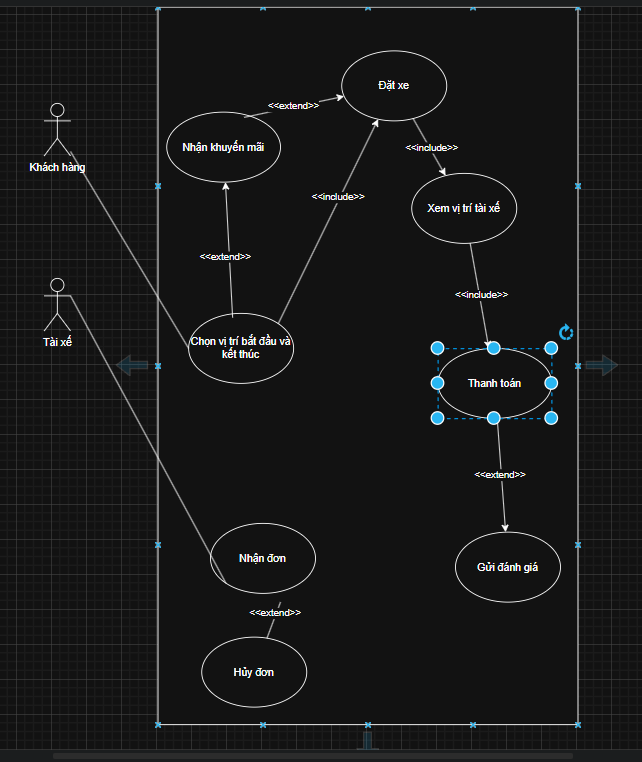 Đặt xe
<<extend>>
Nhận khuyến mãi
<<include>>
Khách hàng
<<include>>
Xem vị trí tài xế
<<extend>>
<<include>>
Tài xế
Chọn vị trí bắt đầu và
kết thúc
Thanh toán
<<extend>>
Nhận đơn
Gửi đánh giá
<<extend>>
Hủy đơn